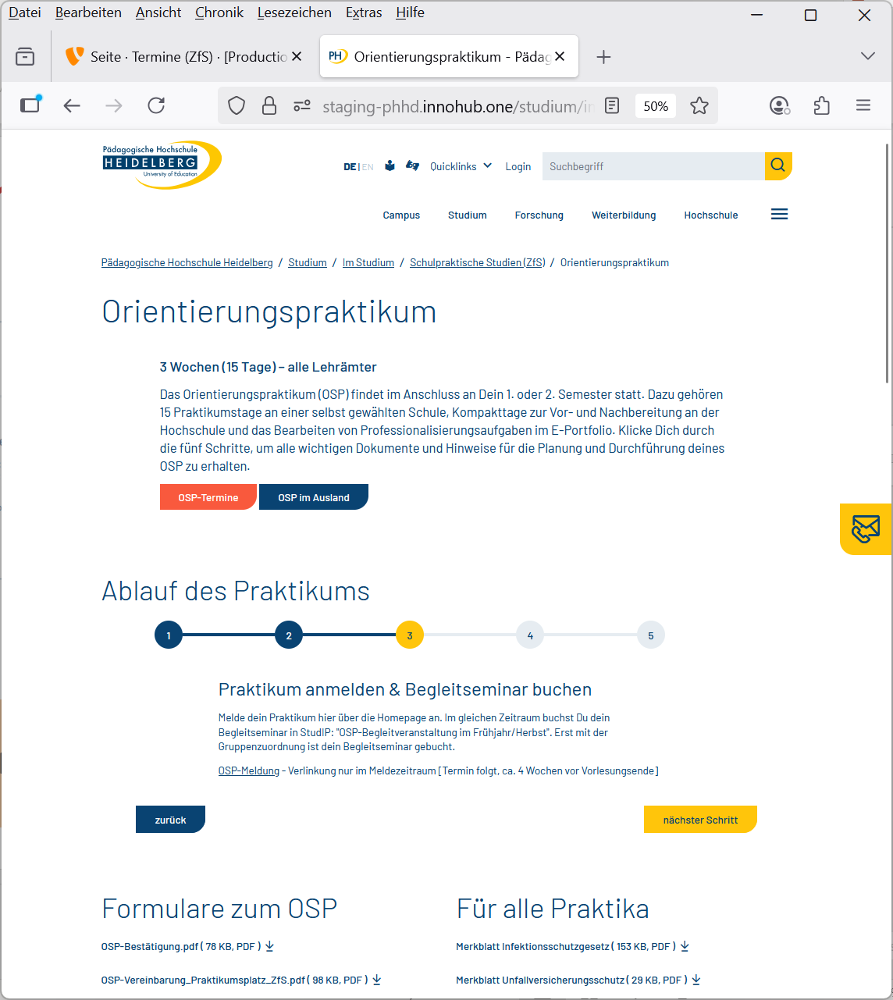 Datei Bearbeiten Ansicht Chronik Lesezeichen Extras Hilfe
Seite · Termine (ZfS) · [Productio
PH Orientierungspraktikum - Pädag
staging-phhd.innohub.one/studium/in 50%
Pädagogische Hochschule
HEIDELBERG
University of Education
DE | EN Quicklinks Login Suchbegriff
Campus Studium Forschung Weiterbildung Hochschule
Pädagogische Hochschule Heidelberg / Studium / Im Studium / Schulpraktische Studien (ZfS) / Orientierungspraktikum
Orientierungspraktikum
3 Wochen (15 Tage) – alle Lehrämter
Das Orientierungspraktikum (OSP) findet im Anschluss an Dein 1. oder 2. Semester statt. Dazu gehören
15 Praktikumstage an einer selbst gewählten Schule, Kompakttage zur Vor- und Nachbereitung an der
Hochschule und das Bearbeiten von Professionalisierungsaufgaben im E-Portfolio. Klicke Dich durch
die fünf Schritte, um alle wichtigen Dokumente und Hinweise für die Planung und Durchführung deines
OSP zu erhalten.
OSP-Termine OSP im Ausland
Ablauf des Praktikums
1 2 3 4 5
Praktikum anmelden & Begleitseminar buchen
Melde dein Praktikum hier über die Homepage an. Im gleichen Zeitraum buchst Du dein
Begleitseminar in StudIP: "OSP-Begleitveranstaltung im Frühjahr/Herbst". Erst mit der
Gruppenzuordnung ist dein Begleitseminar gebucht.
OSP-Meldung – Verlinkung nur im Meldezeitraum [Termin folgt, ca. 4 Wochen vor Vorlesungsende]
zurück nächster Schritt
Formulare zum OSP Für alle Praktika
OSP-Bestätigung.pdf ( 78 KB, PDF ) Merkblatt Infektionsschutzgesetz ( 153 KB, PDF )
OSP-Vereinbarung_Praktikumsplatz_ZfS.pdf ( 98 KB, PDF ) Merkblatt Unfallversicherungsschutz ( 29 KB, PDF )